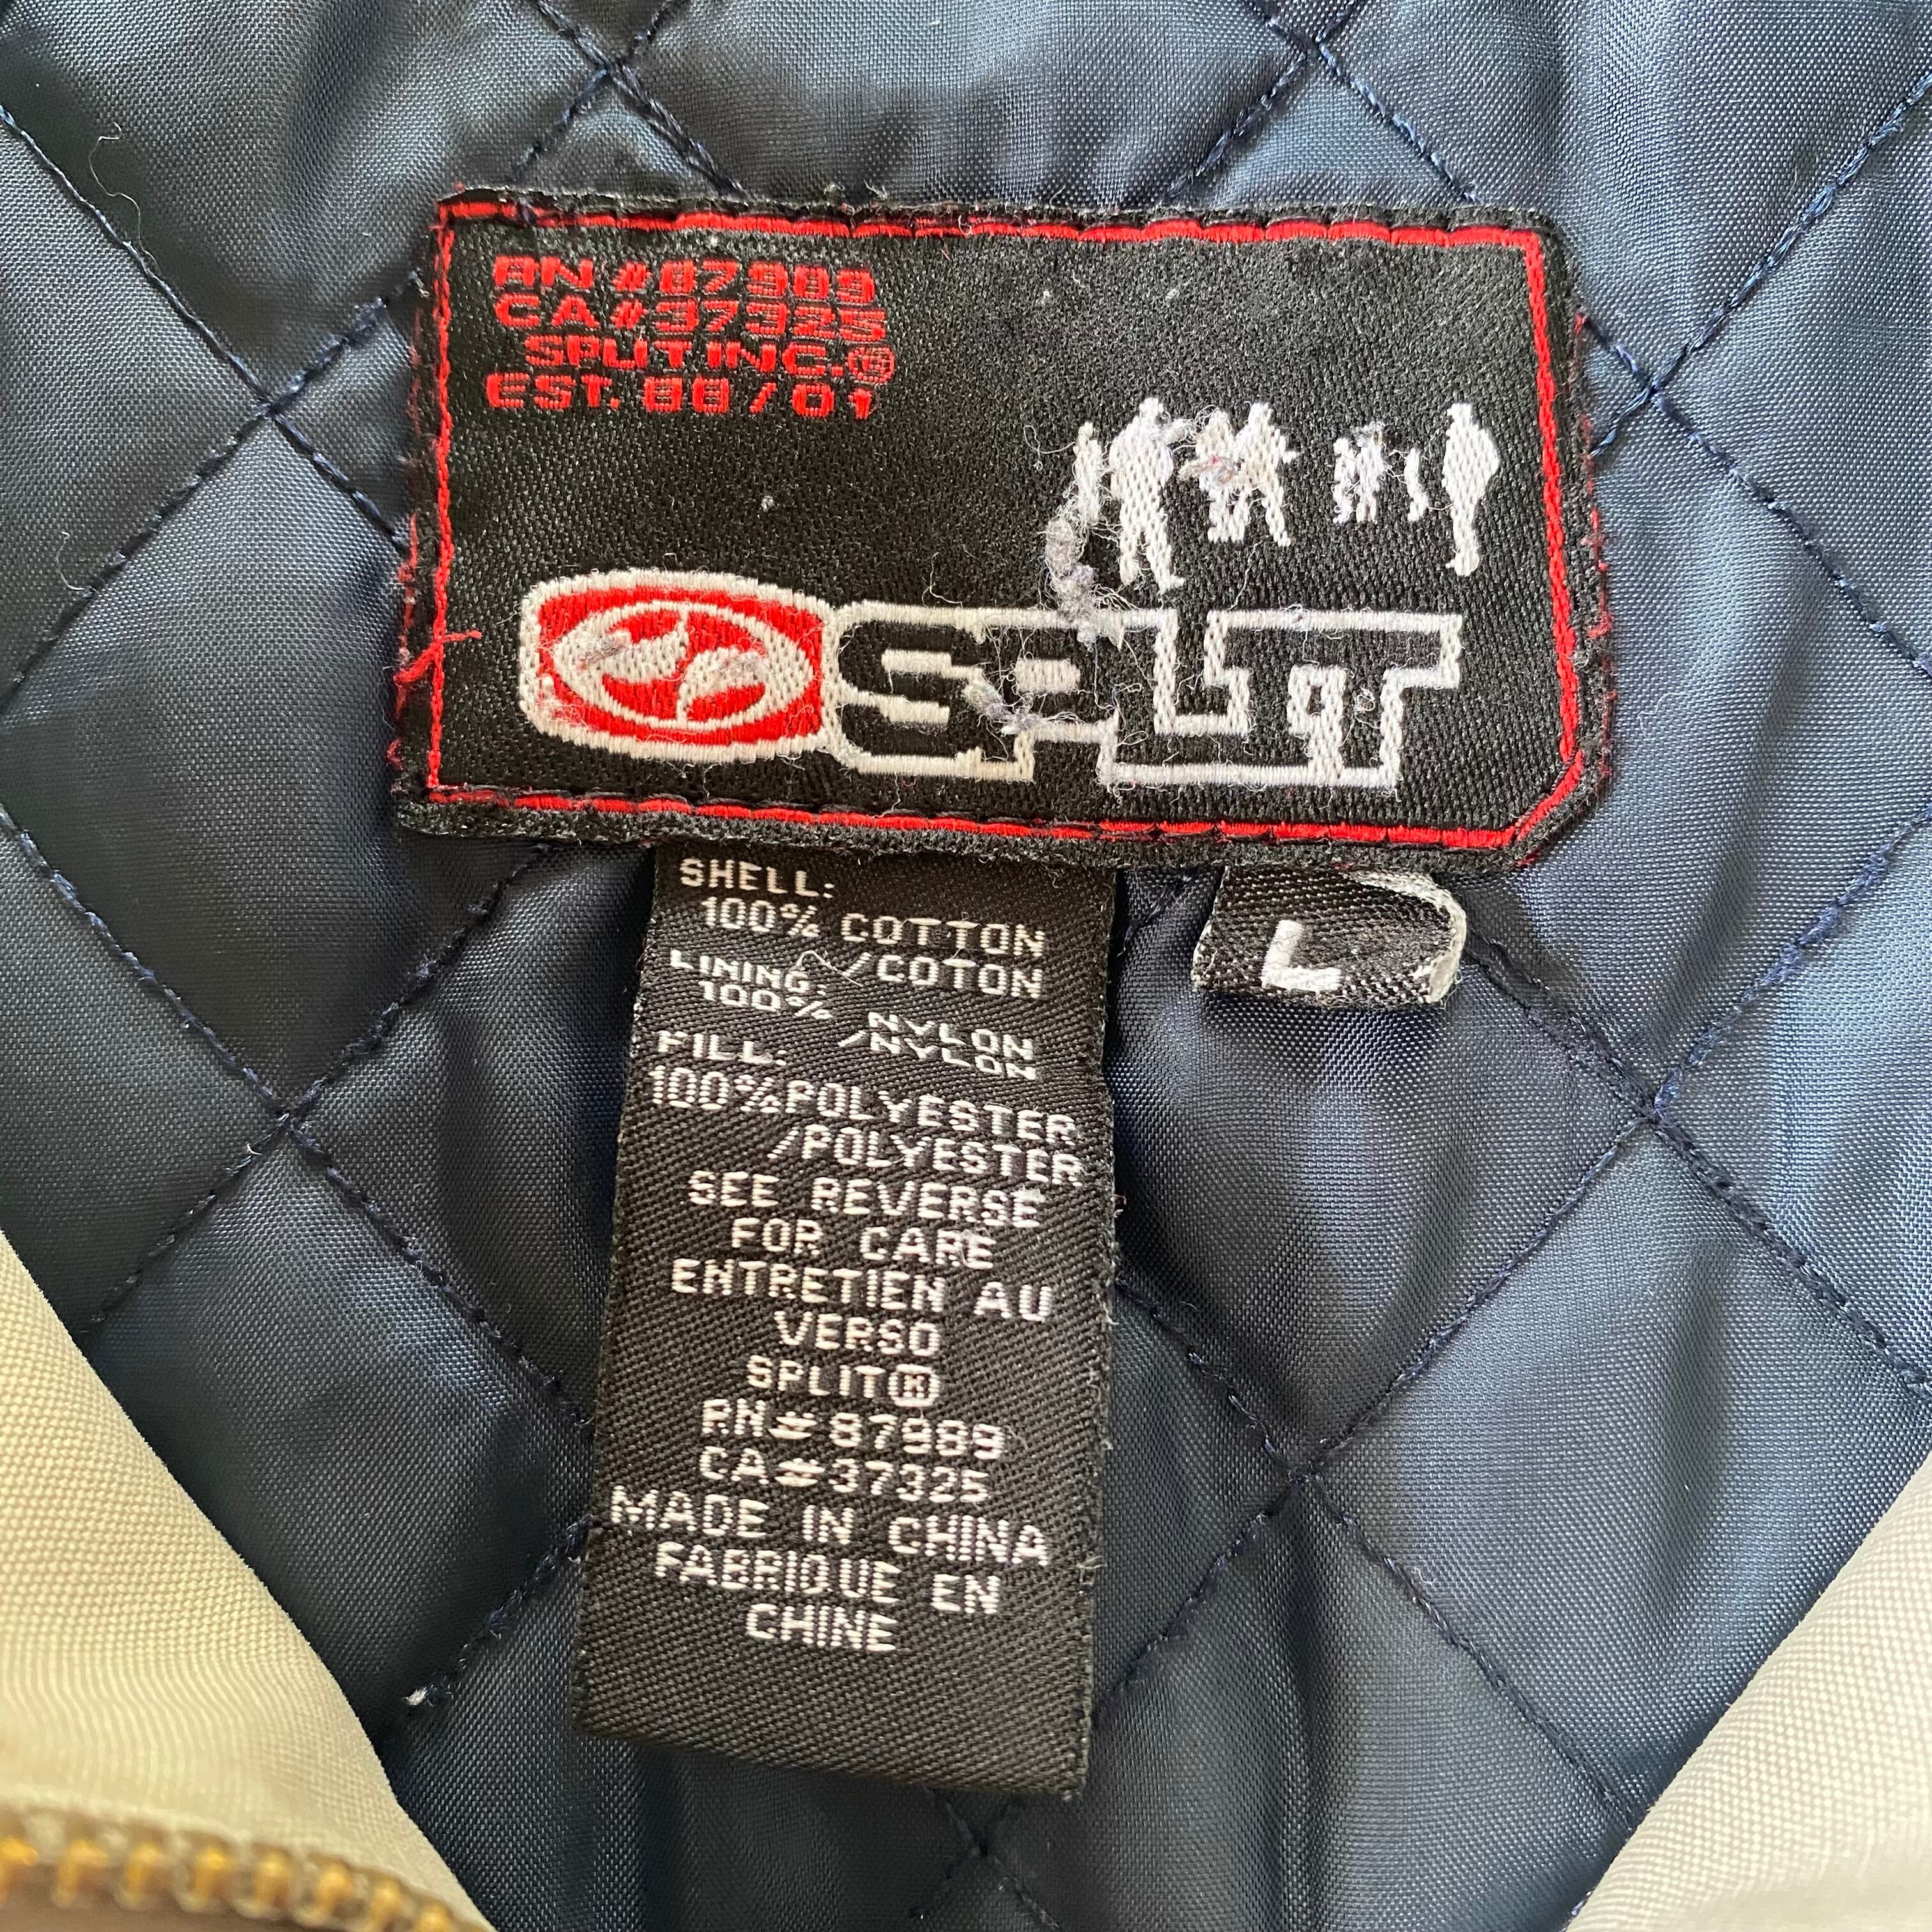 RN #87989
CA #37325
SPLIT INC.®
EST. 88/01
SPLIT
L
SHELL:
100% COTTON
/COTON
LINING:
100% NYLON
/NYLON
FILL:
100%POLYESTER
/POLYESTER
SEE REVERSE
FOR CARE
ENTRETIEN AU
VERSO
SPLIT®
RN#87989
CA#37325
MADE IN CHINA
FABRIQUE EN
CHINE